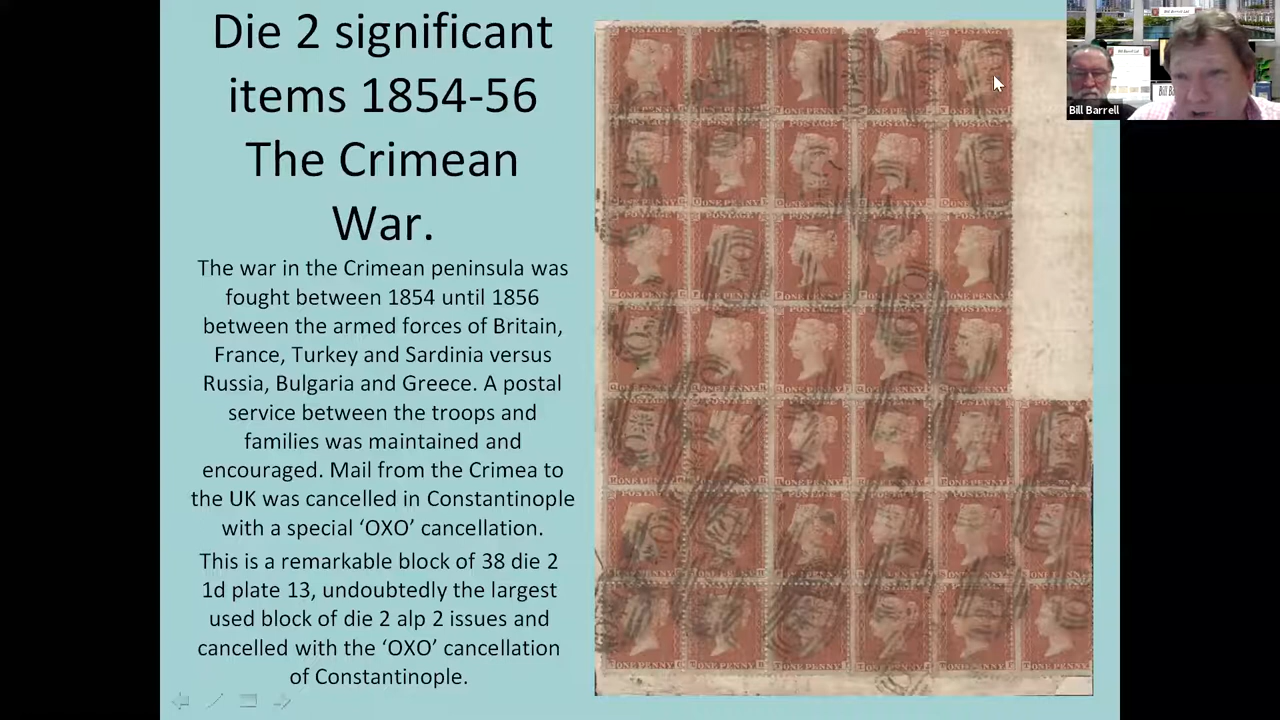 Die 2 significant
items 1854-56
The Crimean
War.
The war in the Crimean peninsula was
fought between 1854 until 1856
between the armed forces of Britain,
France, Turkey and Sardinia versus
Russia, Bulgaria and Greece. A postal
service between the troops and
families was maintained and
encouraged. Mail from the Crimea to
the UK was cancelled in Constantinople
with a special ‘OXO’ cancellation.
This is a remarkable block of 38 die 2
1d plate 13, undoubtedly the largest
used block of die 2 alp 2 issues and
cancelled with the ‘OXO’ cancellation
of Constantinople.
POSTAGE
ONE PENNY
Bill Barrell